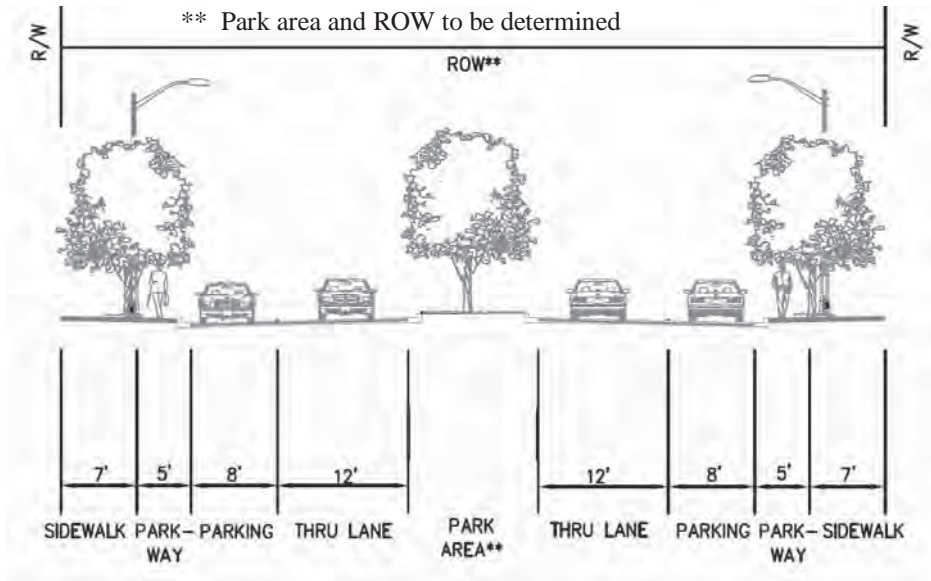 ** Park area and ROW to be determined
R/W
R/W
ROW**
7' 5' 8' 12' 12' 8' 5' 7'
SIDEWALK PARK- PARKING THRU LANE PARK THRU LANE PARKING PARK- SIDEWALK
WAY AREA** WAY